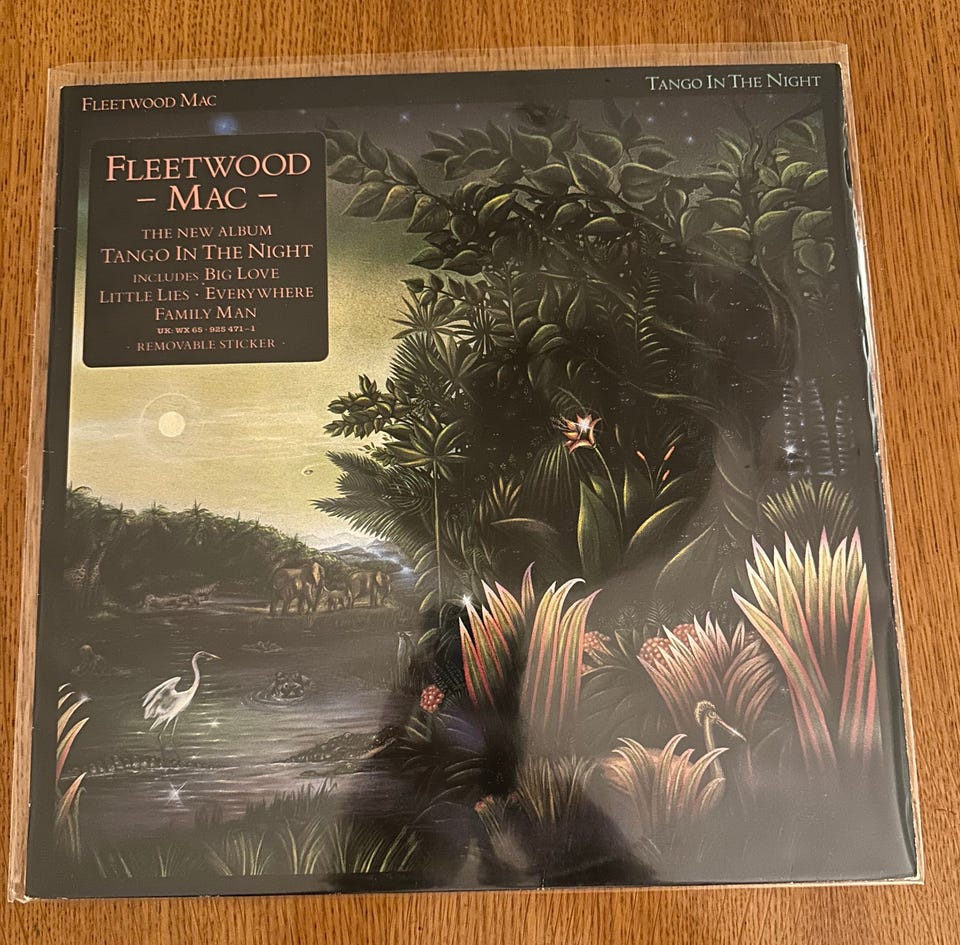 FLEETWOOD MAC
TANGO IN THE NIGHT
FLEETWOOD
– MAC –
THE NEW ALBUM
TANGO IN THE NIGHT
INCLUDES BIG LOVE
LITTLE LIES · EVERYWHERE
FAMILY MAN
UK: WX 65 · 925 471-1
· REMOVABLE STICKER ·